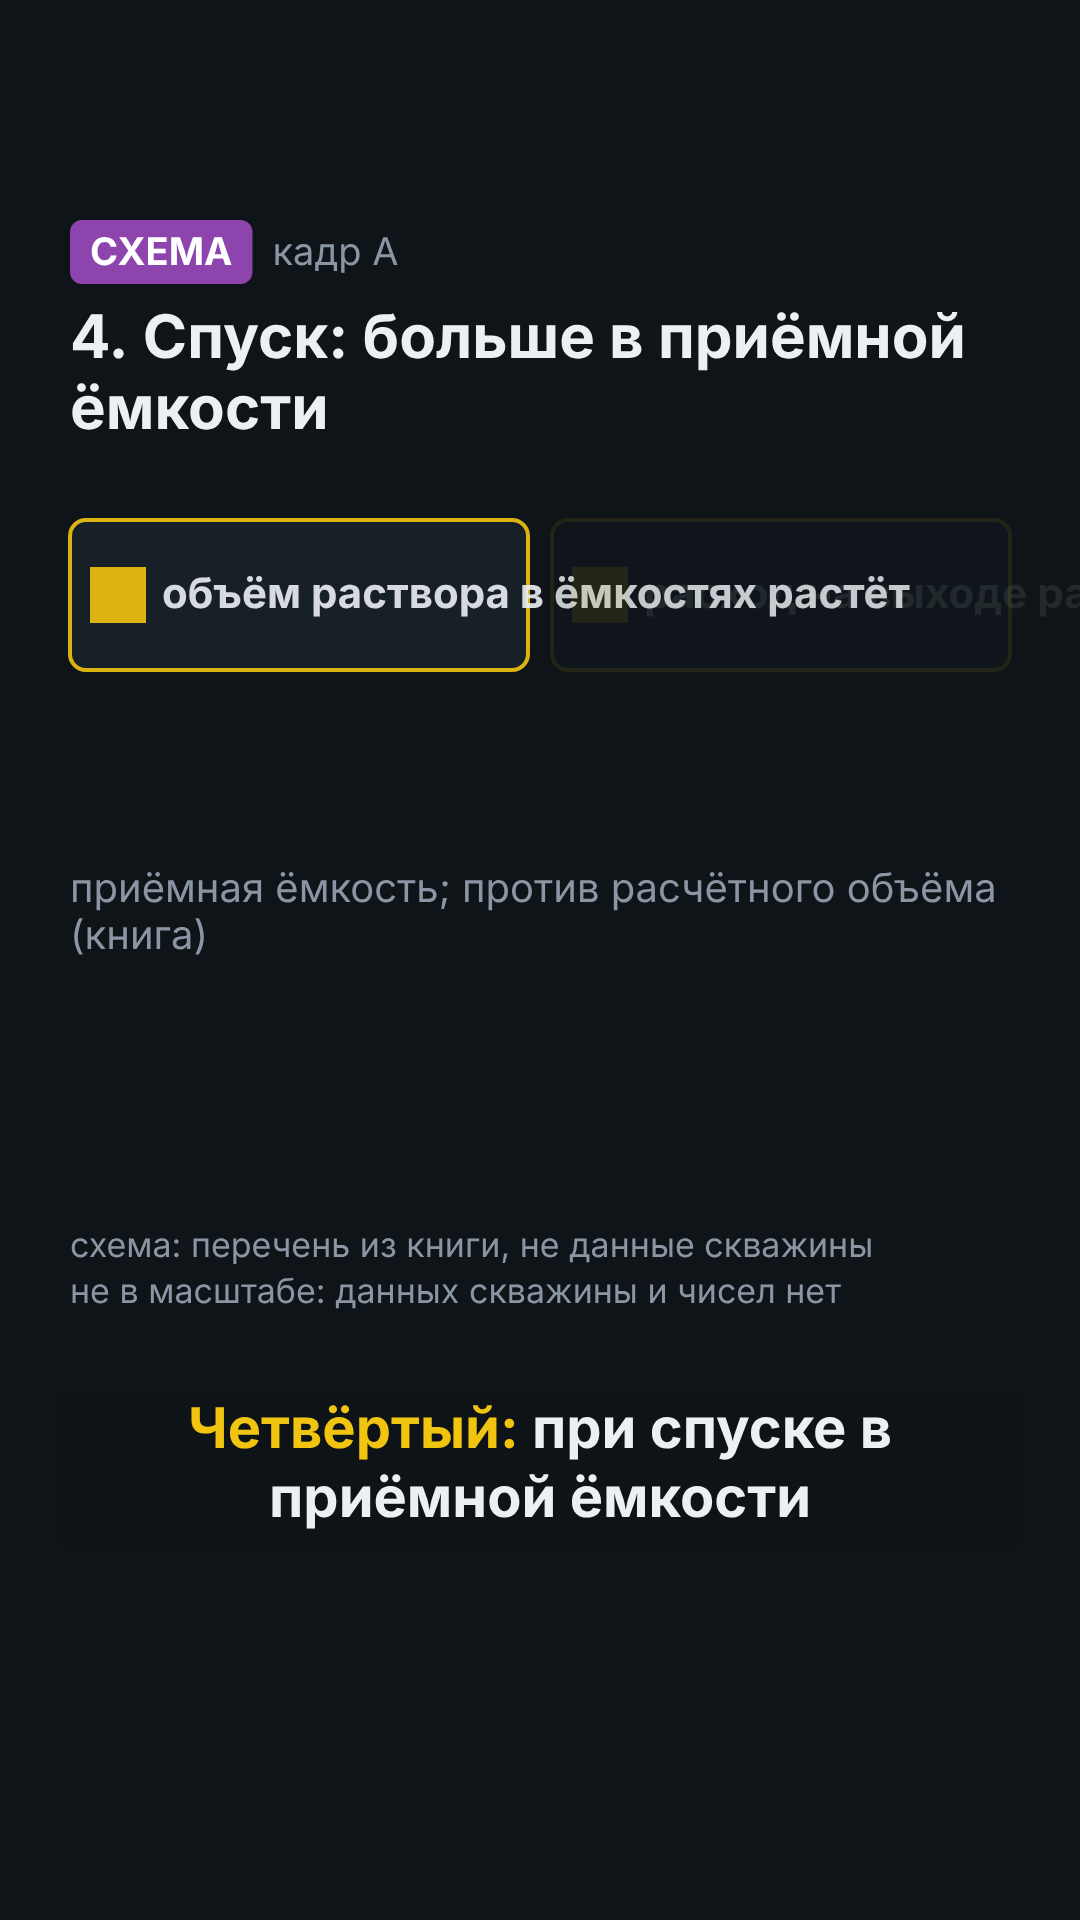 СХЕМА кадр А
4. Спуск: больше в приёмной
ёмкости
объём раствора в ёмкостях растёт
приёмная ёмкость; против расчётного объёма
(книга)
схема: перечень из книги, не данные скважины
не в масштабе: данных скважины и чисел нет
Четвёртый: при спуске в
приёмной ёмкости